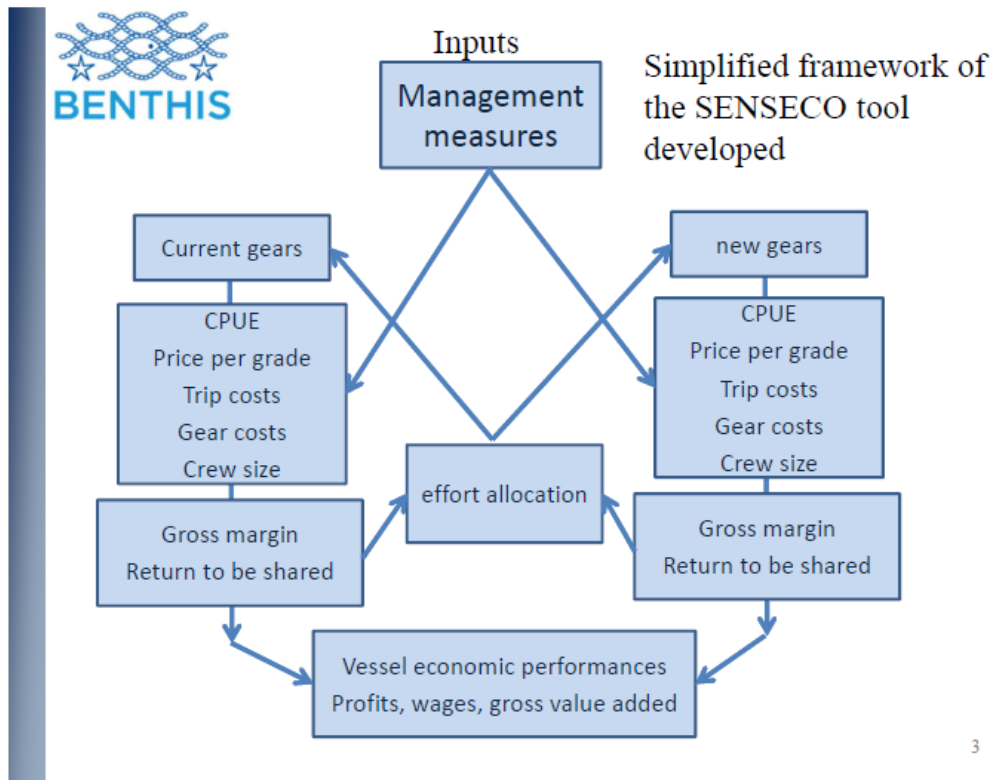 BENTHIS
Inputs
Management
measures
Simplified framework of
the SENSECO tool
developed
Current gears
new gears
CPUE
Price per grade
Trip costs
Gear costs
Crew size
CPUE
Price per grade
Trip costs
Gear costs
Crew size
effort allocation
Gross margin
Return to be shared
Gross margin
Return to be shared
Vessel economic performances
Profits, wages, gross value added
3